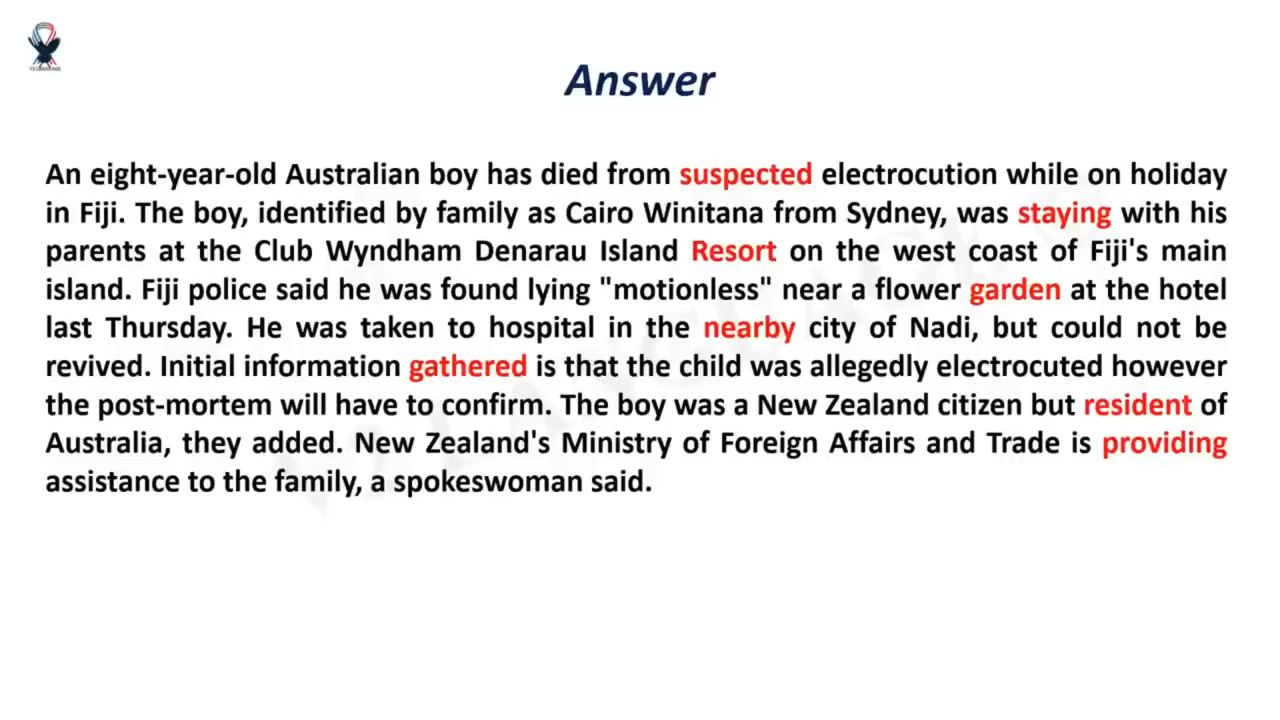 Answer
An eight-year-old Australian boy has died from suspected electrocution while on holiday
in Fiji. The boy, identified by family as Cairo Winitana from Sydney, was staying with his
parents at the Club Wyndham Denarau Island Resort on the west coast of Fiji's main
island. Fiji police said he was found lying "motionless" near a flower garden at the hotel
last Thursday. He was taken to hospital in the nearby city of Nadi, but could not be
revived. Initial information gathered is that the child was allegedly electrocuted however
the post-mortem will have to confirm. The boy was a New Zealand citizen but resident of
Australia, they added. New Zealand's Ministry of Foreign Affairs and Trade is providing
assistance to the family, a spokeswoman said.